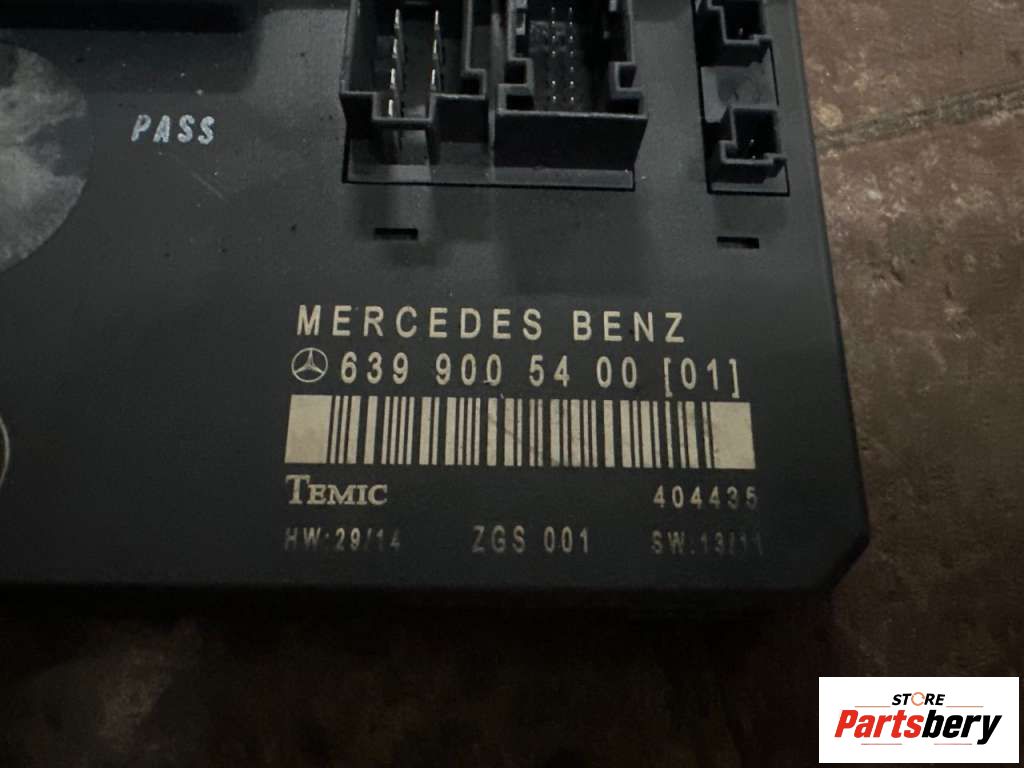 PASS
MERCEDES BENZ
639 900 54 00 [01]
TEMIC 404435
HW:29/14 ZGS 001 SW:13/11
STORE
Partsbery